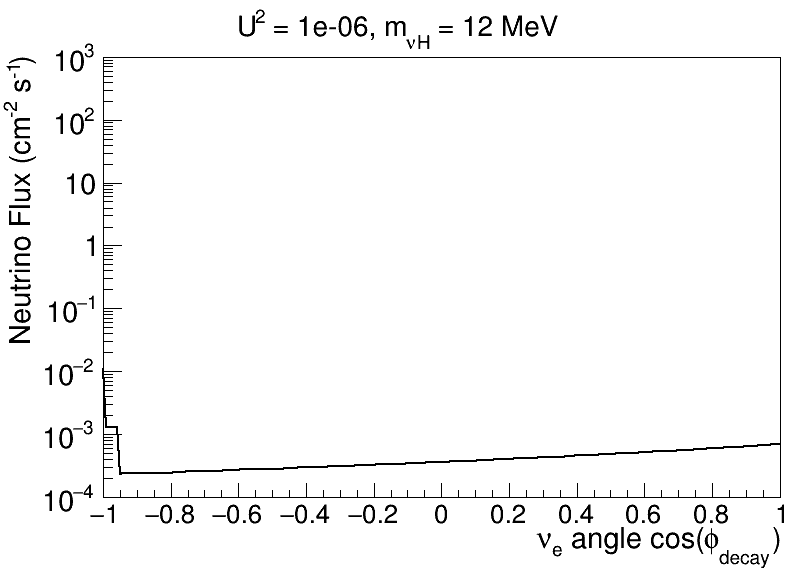 U² = 1e-06, m_νH = 12 MeV
Neutrino Flux (cm⁻² s⁻¹)
10³
10²
10
1
10⁻¹
10⁻²
10⁻³
10⁻⁴
−1 −0.8 −0.6 −0.4 −0.2 0 0.2 0.4 0.6 0.8 1
ν_e angle cos(ϕ_decay)